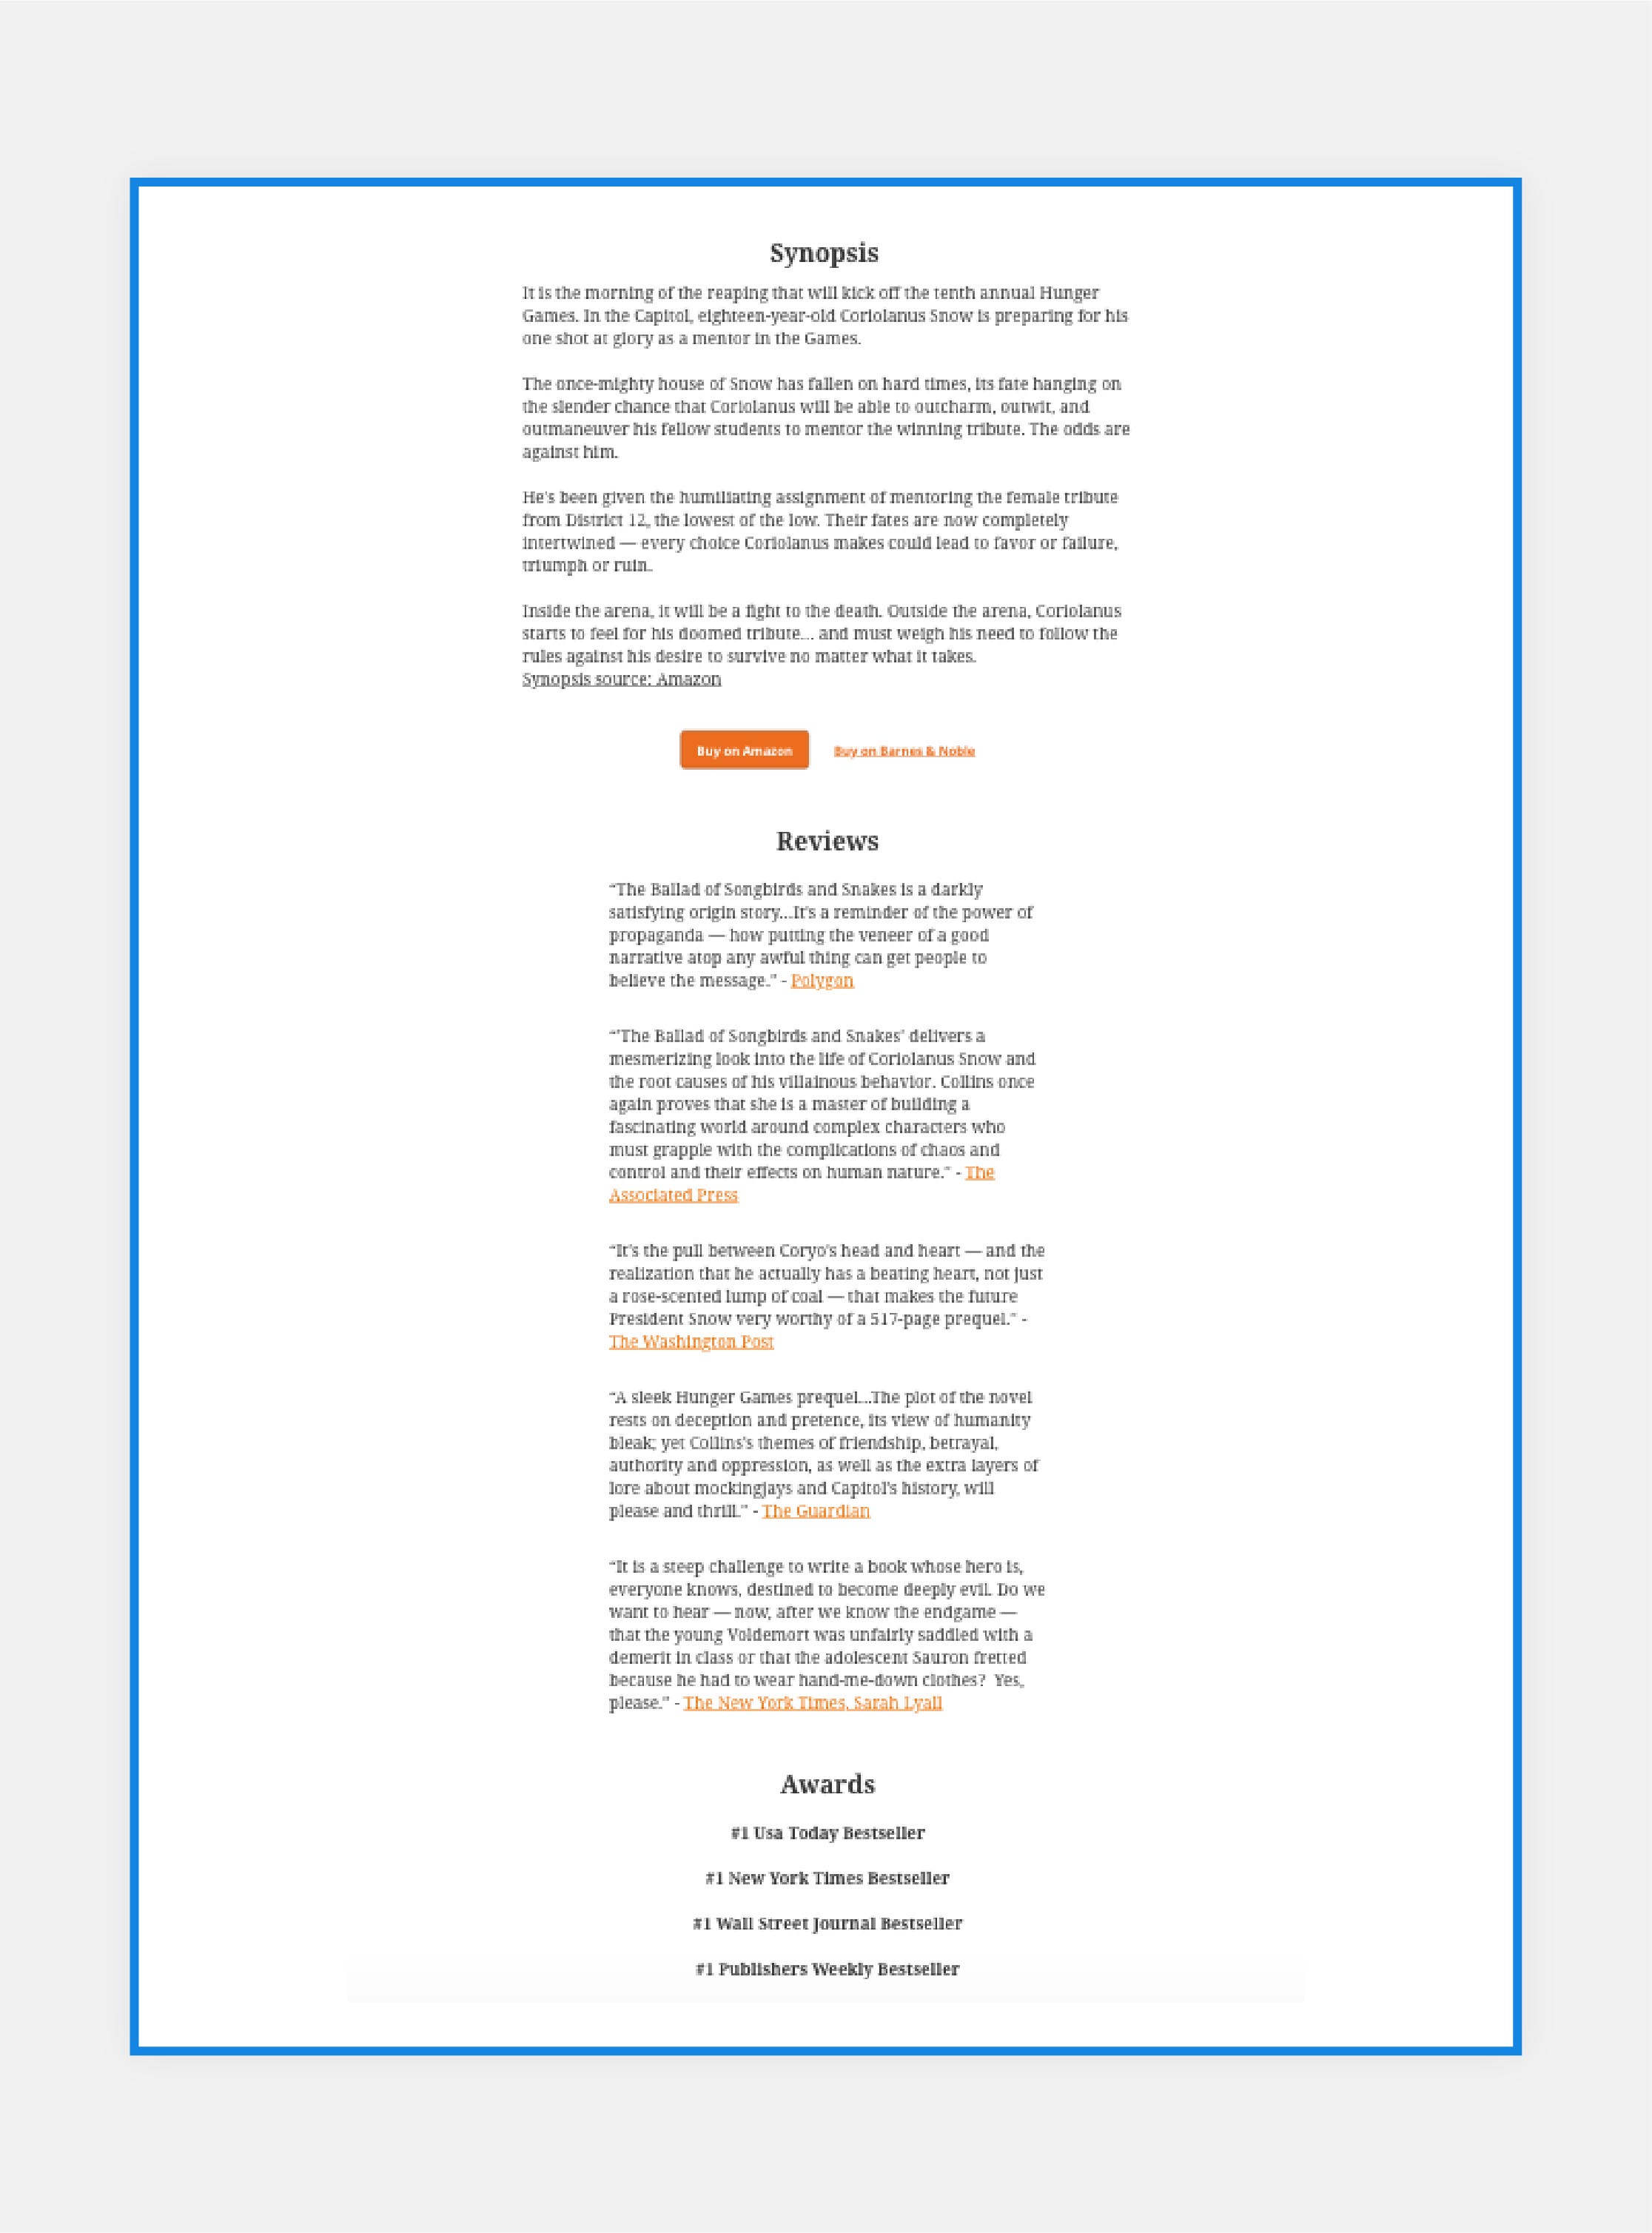 Synopsis
It is the morning of the reaping that will kick off the tenth annual Hunger
Games. In the Capitol, eighteen-year-old Coriolanus Snow is preparing for his
one shot at glory as a mentor in the Games.
The once-mighty house of Snow has fallen on hard times, its fate hanging on
the slender chance that Coriolanus will be able to outcharm, outwit, and
outmaneuver his fellow students to mentor the winning tribute. The odds are
against him.
He's been given the humiliating assignment of mentoring the female tribute
from District 12, the lowest of the low. Their fates are now completely
intertwined — every choice Coriolanus makes could lead to favor or failure,
triumph or ruin.
Inside the arena, it will be a fight to the death. Outside the arena, Coriolanus
starts to feel for his doomed tribute... and must weigh his need to follow the
rules against his desire to survive no matter what it takes.
Synopsis source: Amazon
Buy on Amazon Buy on Barnes & Noble
Reviews
“The Ballad of Songbirds and Snakes is a darkly
satisfying origin story...It's a reminder of the power of
propaganda — how putting the veneer of a good
narrative atop any awful thing can get people to
believe the message.” - Polygon
“'The Ballad of Songbirds and Snakes' delivers a
mesmerizing look into the life of Coriolanus Snow and
the root causes of his villainous behavior. Collins once
again proves that she is a master of building a
fascinating world around complex characters who
must grapple with the complications of chaos and
control and their effects on human nature.” - The
Associated Press
“It's the pull between Coryo's head and heart — and the
realization that he actually has a beating heart, not just
a rose-scented lump of coal — that makes the future
President Snow very worthy of a 517-page prequel.” -
The Washington Post
“A sleek Hunger Games prequel...The plot of the novel
rests on deception and pretence, its view of humanity
bleak; yet Collins's themes of friendship, betrayal,
authority and oppression, as well as the extra layers of
lore about mockingjays and Capitol's history, will
please and thrill.” - The Guardian
“It is a steep challenge to write a book whose hero is,
everyone knows, destined to become deeply evil. Do we
want to hear — now, after we know the endgame —
that the young Voldemort was unfairly saddled with a
demerit in class or that the adolescent Sauron fretted
because he had to wear hand-me-down clothes? Yes,
please.” - The New York Times, Sarah Lyall
Awards
#1 Usa Today Bestseller
#1 New York Times Bestseller
#1 Wall Street Journal Bestseller
#1 Publishers Weekly Bestseller